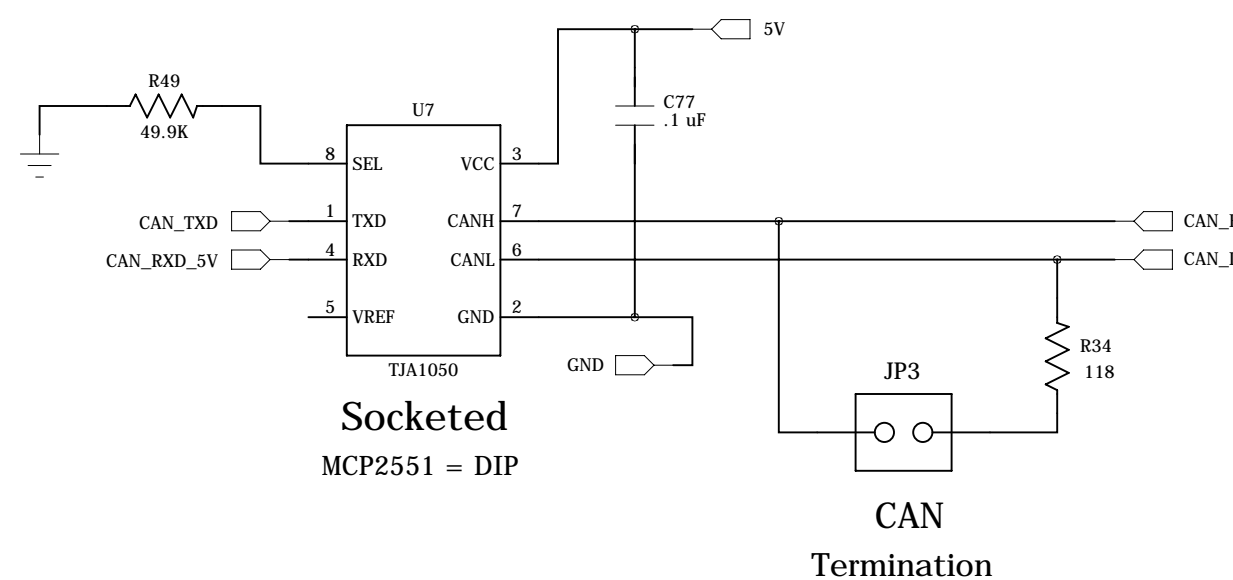 5V
R49
49.9K
U7
C77
.1 uF
8 SEL
VCC 3
CAN_TXD 1 TXD
CANH 7
CAN_RXD_5V 4 RXD
CANL 6
5 VREF
GND 2
TJA1050
GND
R34
118
JP3
Socketed
MCP2551 = DIP
CAN
Termination